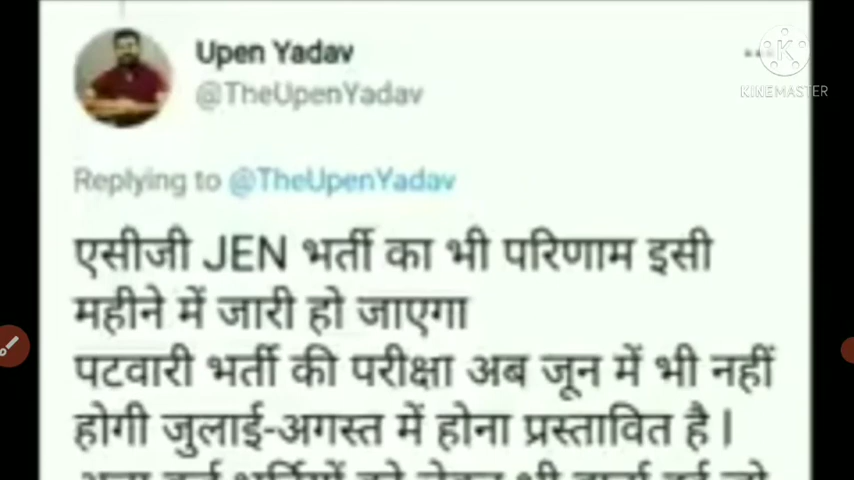 Upen Yadav
@TheUpenYadav
KINEMASTER
Replying to @TheUpenYadav
एसीजी JEN भर्ती का भी परिणाम इसी
महीने में जारी हो जाएगा
पटवारी भर्ती की परीक्षा अब जून में भी नहीं
होगी जुलाई-अगस्त में होना प्रस्तावित है |